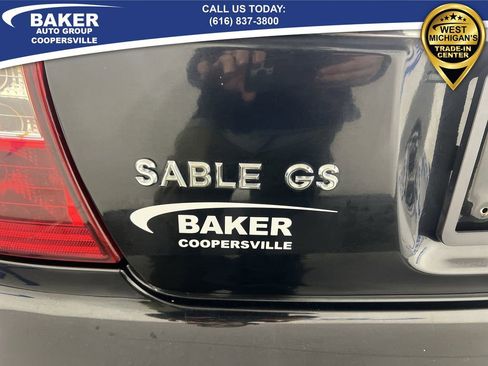 BAKER
AUTO GROUP
COOPERSVILLE
CALL US TODAY:
(616) 837-3800
WEST
MICHIGAN'S
TRADE-IN
CENTER
SABLE GS
BAKER
COOPERSVILLE